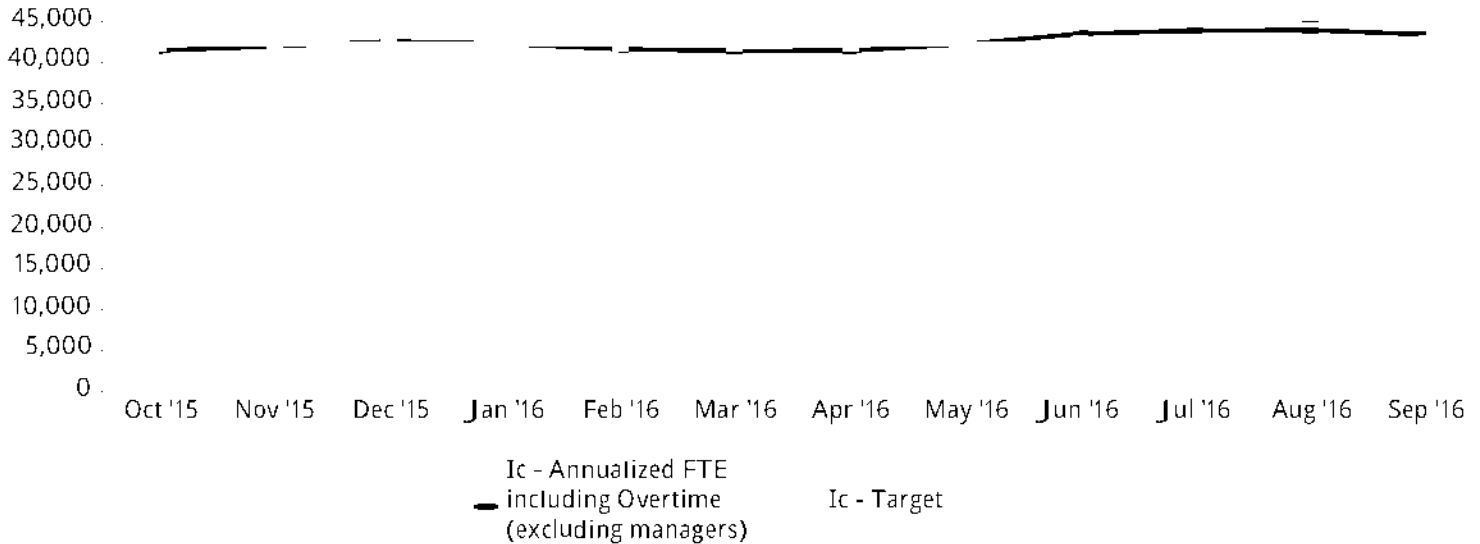 45,000
40,000
35,000
30,000
25,000
20,000
15,000
10,000
5,000
0
Oct '15 Nov '15 Dec '15 Jan '16 Feb '16 Mar '16 Apr '16 May '16 Jun '16 Jul '16 Aug '16 Sep '16
Ic - Annualized FTE
including Overtime Ic - Target
(excluding managers)